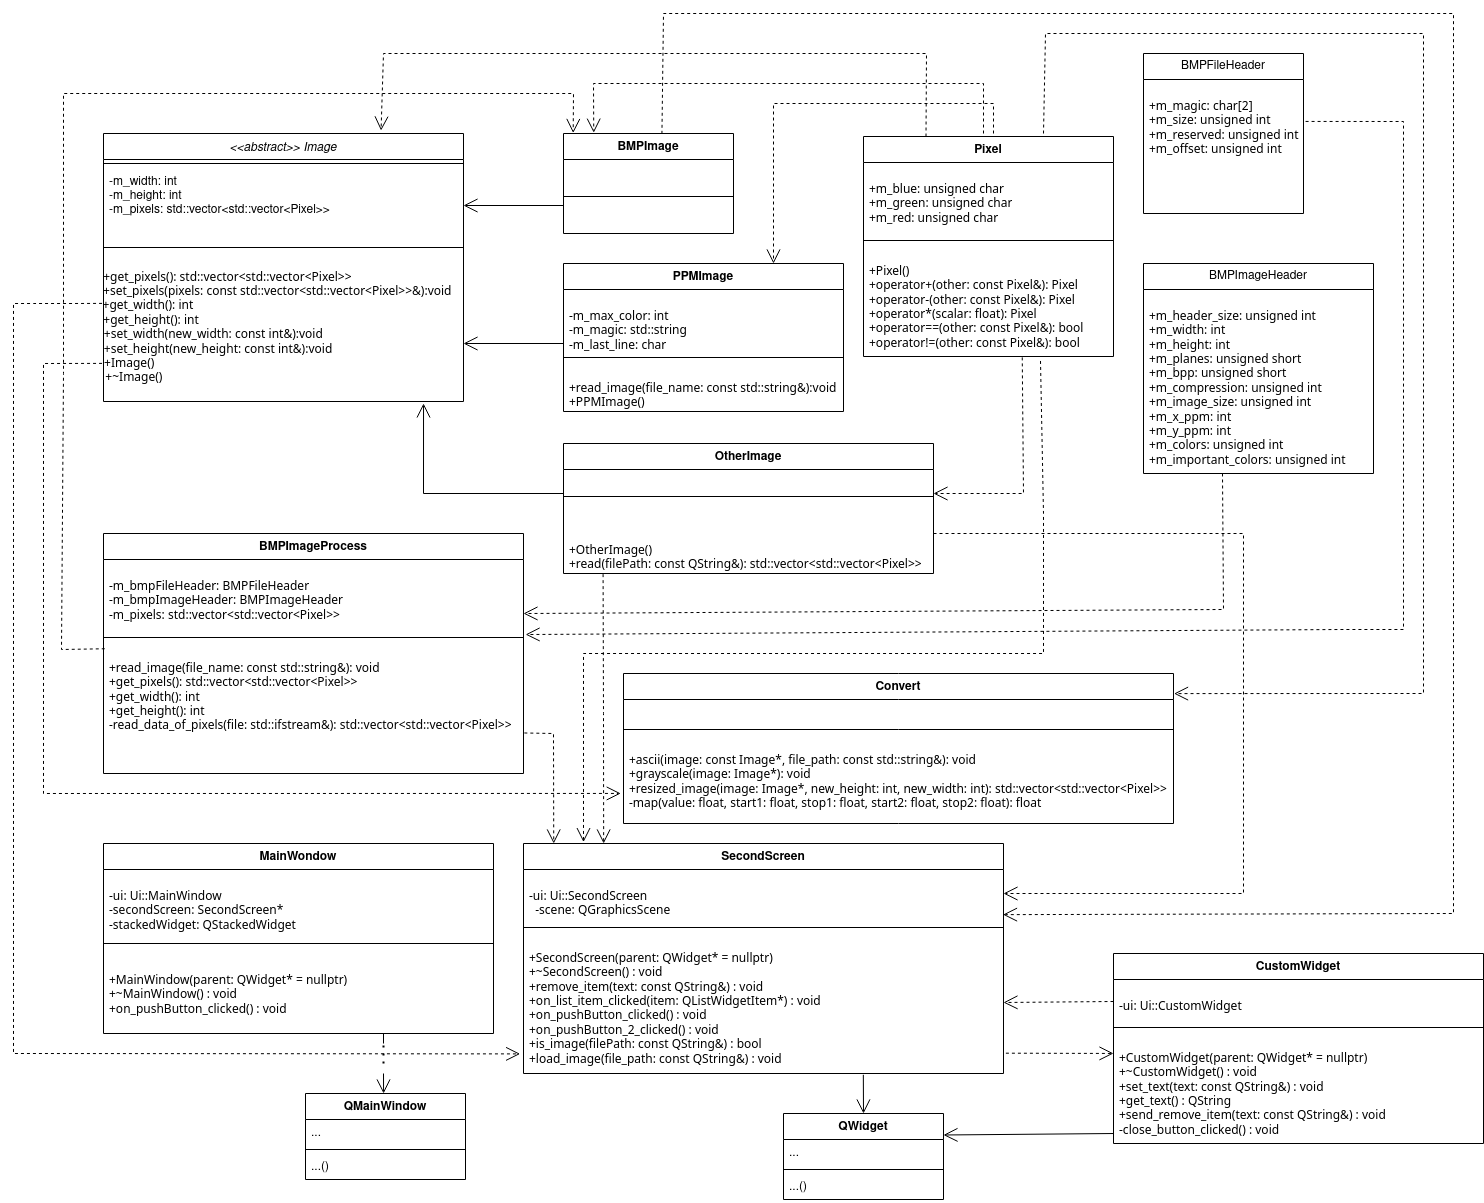 <<abstract>> Image
-m_width: int
-m_height: int
-m_pixels: std::vector<std::vector<Pixel>>
+get_pixels(): std::vector<std::vector<Pixel>>
+set_pixels(pixels: const std::vector<std::vector<Pixel>>&):void
+get_width(): int
+get_height(): int
+set_width(new_width: const int&):void
+set_height(new_height: const int&):void
+Image()
+~Image()
BMPImage
PPMImage
-m_max_color: int
-m_magic: std::string
-m_last_line: char
+read_image(file_name: const std::string&):void
+PPMImage()
Pixel
+m_blue: unsigned char
+m_green: unsigned char
+m_red: unsigned char
+Pixel()
+operator+(other: const Pixel&): Pixel
+operator-(other: const Pixel&): Pixel
+operator*(scalar: float): Pixel
+operator==(other: const Pixel&): bool
+operator!=(other: const Pixel&): bool
BMPFileHeader
+m_magic: char[2]
+m_size: unsigned int
+m_reserved: unsigned int
+m_offset: unsigned int
BMPImageHeader
+m_header_size: unsigned int
+m_width: int
+m_height: int
+m_planes: unsigned short
+m_bpp: unsigned short
+m_compression: unsigned int
+m_image_size: unsigned int
+m_x_ppm: int
+m_y_ppm: int
+m_colors: unsigned int
+m_important_colors: unsigned int
OtherImage
+OtherImage()
+read(filePath: const QString&): std::vector<std::vector<Pixel>>
BMPImageProcess
-m_bmpFileHeader: BMPFileHeader
-m_bmpImageHeader: BMPImageHeader
-m_pixels: std::vector<std::vector<Pixel>>
+read_image(file_name: const std::string&): void
+get_pixels(): std::vector<std::vector<Pixel>>
+get_width(): int
+get_height(): int
-read_data_of_pixels(file: std::ifstream&): std::vector<std::vector<Pixel>>
Convert
+ascii(image: const Image*, file_path: const std::string&): void
+grayscale(image: Image*): void
+resized_image(image: Image*, new_height: int, new_width: int): std::vector<std::vector<Pixel>>
-map(value: float, start1: float, stop1: float, start2: float, stop2: float): float
MainWondow
-ui: Ui::MainWindow
-secondScreen: SecondScreen*
-stackedWidget: QStackedWidget
+MainWindow(parent: QWidget* = nullptr)
+~MainWindow() : void
+on_pushButton_clicked() : void
SecondScreen
-ui: Ui::SecondScreen
-scene: QGraphicsScene
+SecondScreen(parent: QWidget* = nullptr)
+~SecondScreen() : void
+remove_item(text: const QString&) : void
+on_list_item_clicked(item: QListWidgetItem*) : void
+on_pushButton_clicked() : void
+on_pushButton_2_clicked() : void
+is_image(filePath: const QString&) : bool
+load_image(file_path: const QString&) : void
CustomWidget
-ui: Ui::CustomWidget
+CustomWidget(parent: QWidget* = nullptr)
+~CustomWidget() : void
+set_text(text: const QString&) : void
+get_text() : QString
+send_remove_item(text: const QString&) : void
-close_button_clicked() : void
QMainWindow
...
...()
QWidget
...
...()